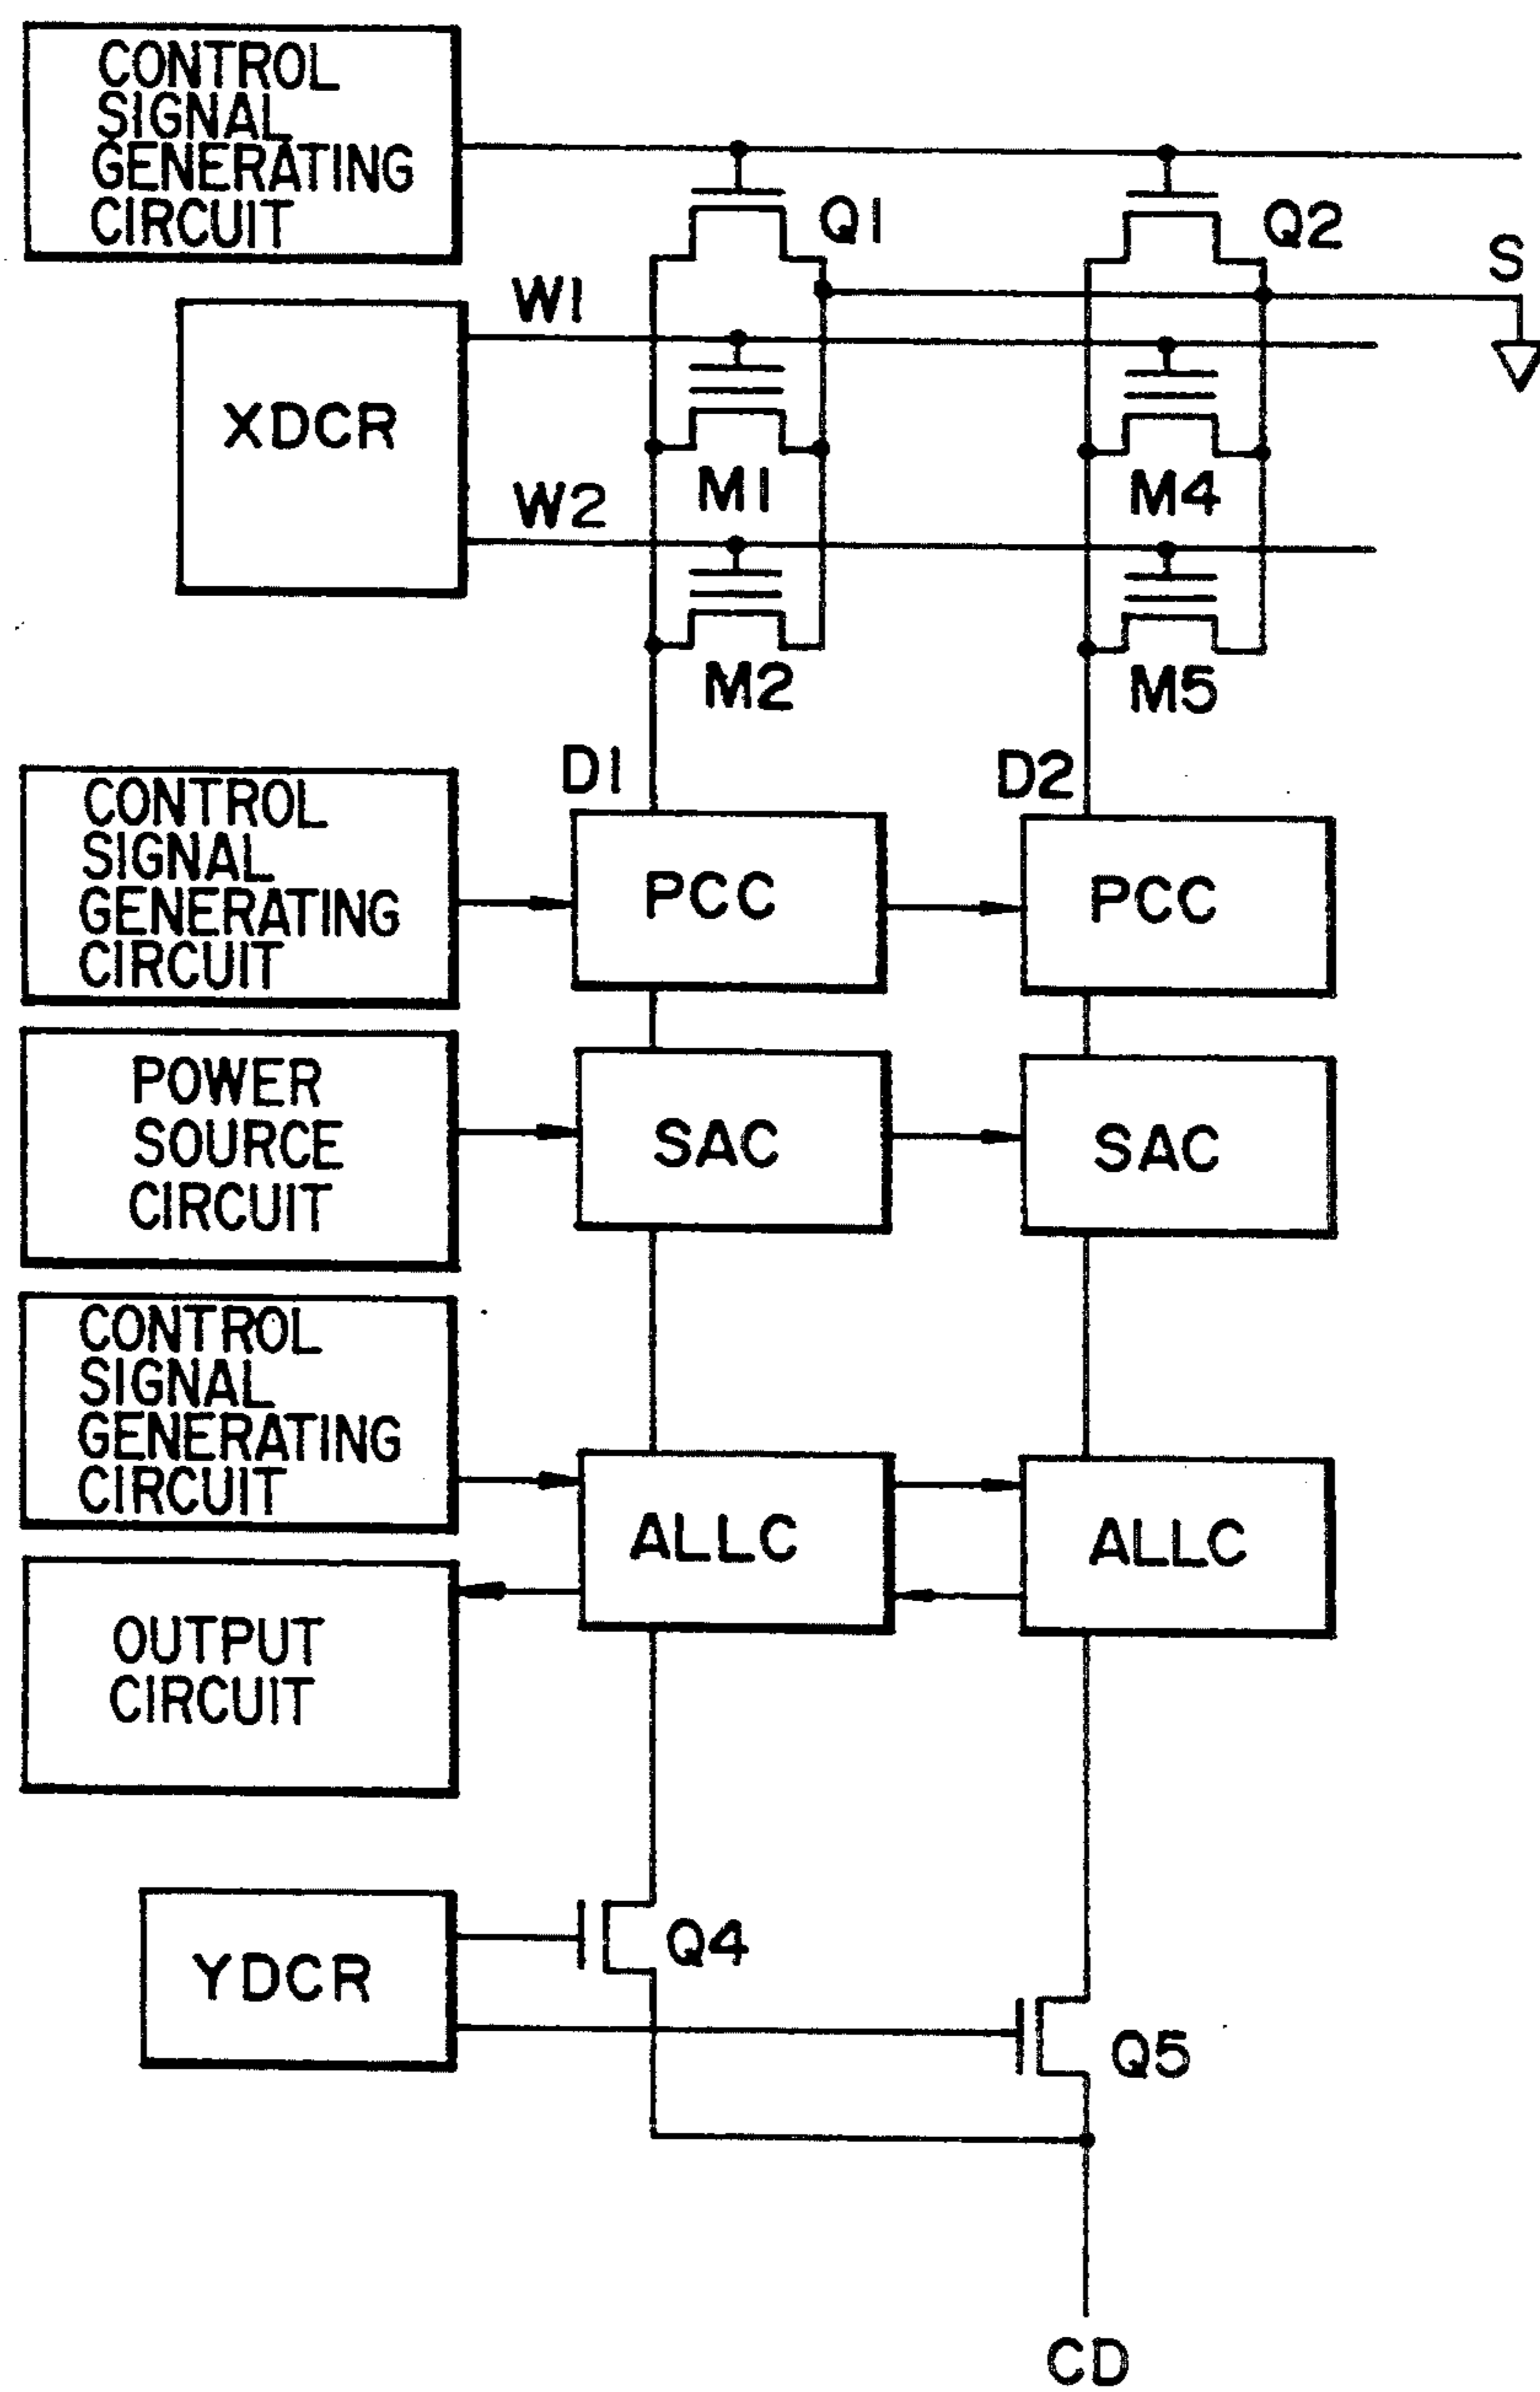 CONTROL
SIGNAL
GENERATING
CIRCUIT
Q1
Q2
S
W1
XDCR
M1
M4
W2
M2
M5
D1
D2
CONTROL
SIGNAL
GENERATING
CIRCUIT
PCC
PCC
POWER
SOURCE
CIRCUIT
SAC
SAC
CONTROL
SIGNAL
GENERATING
CIRCUIT
ALLC
ALLC
OUTPUT
CIRCUIT
YDCR
Q4
Q5
CD